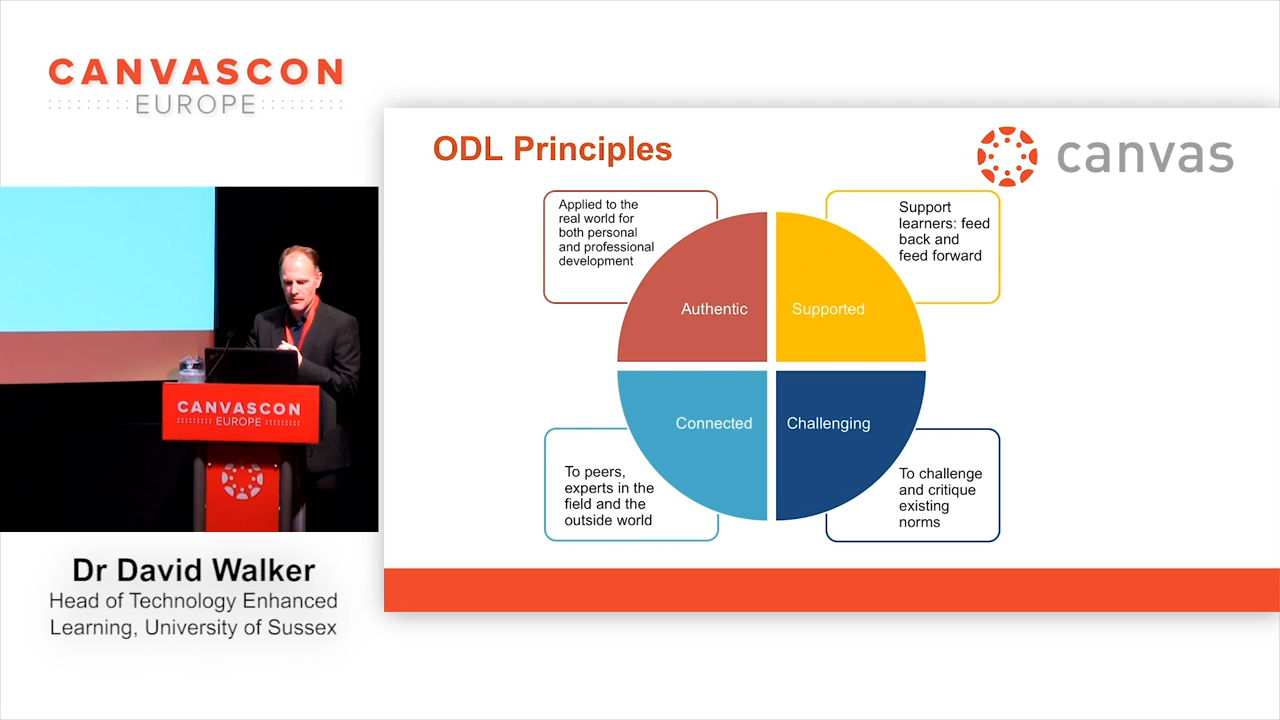 CANVASCON
EUROPE
ODL Principles
canvas
Applied to the
real world for
both personal
and professional
development
Support
learners: feed
back and
feed forward
Authentic
Supported
Connected
Challenging
To peers,
experts in the
field and the
outside world
To challenge
and critique
existing
norms
CANVASCON
EUROPE
Dr David Walker
Head of Technology Enhanced
Learning, University of Sussex